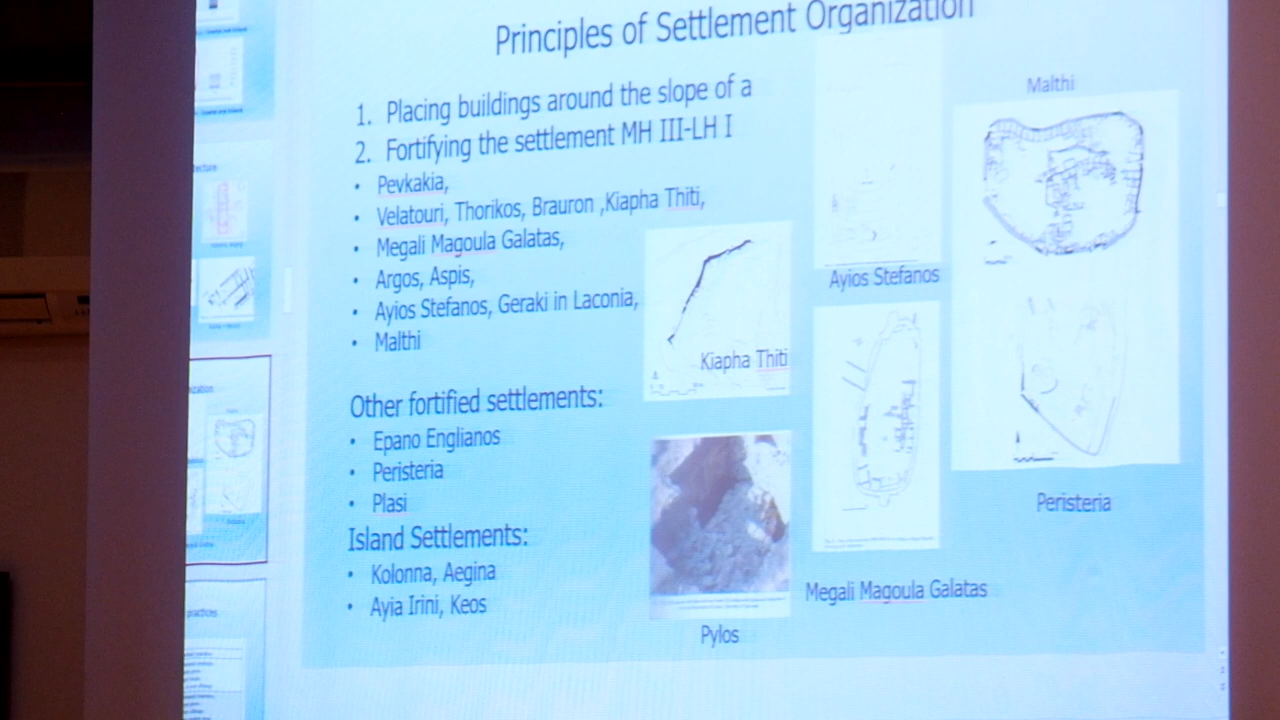 Principles of Settlement Organization
1. Placing buildings around the slope of a
2. Fortifying the settlement MH III-LH I
• Pevkakia,
• Velatouri, Thorikos, Brauron ,Kiapha Thiti,
• Megali Magoula Galatas,
• Argos, Aspis,
• Ayios Stefanos, Geraki in Laconia,
• Malthi
Other fortified settlements:
• Epano Englianos
• Peristeria
• Plasi
Island Settlements:
• Kolonna, Aegina
• Ayia Irini, Keos
Kiapha Thiti
Pylos
Ayios Stefanos
Megali Magoula Galatas
Malthi
Peristeria